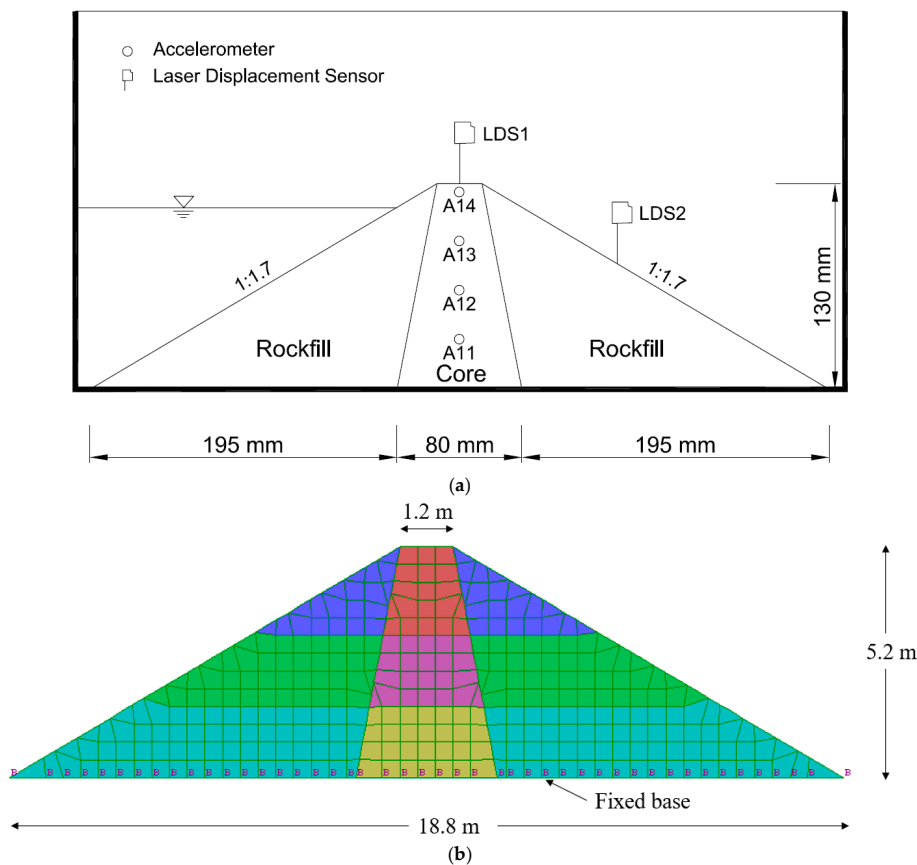 Accelerometer
Laser Displacement Sensor
LDS1
A14
LDS2
A13
1:1.7
1:1.7
A12
130 mm
Rockfill
A11
Rockfill
Core
195 mm
80 mm
195 mm
(a)
1.2 m
5.2 m
B B B B B B B B B B B B B B B B B B B B B B B B B B B B B B B B B B B B B B B B B B B B
Fixed base
18.8 m
(b)